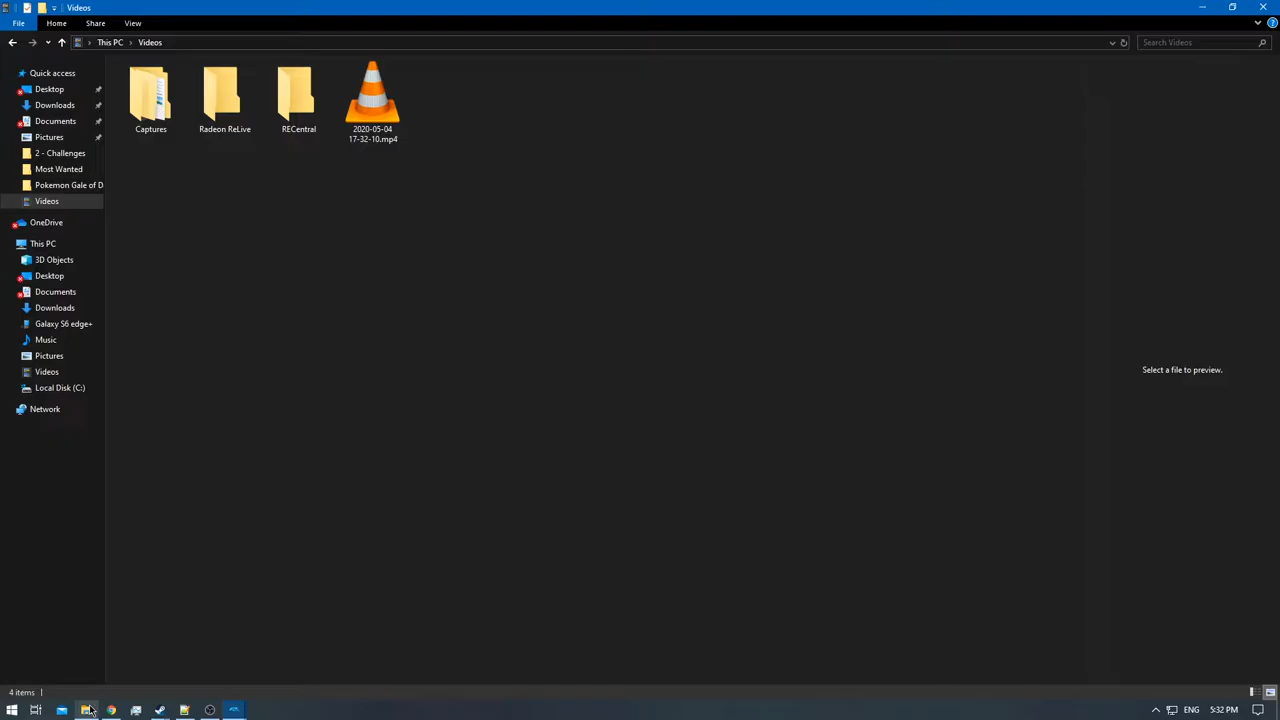 Videos
File Home Share View
This PC Videos Search Videos
Quick access
Desktop
Downloads
Documents
Pictures
2 - Challenges
Most Wanted
Pokemon Gale of D
Videos
OneDrive
This PC
3D Objects
Desktop
Documents
Downloads
Galaxy S6 edge+
Music
Pictures
Videos
Local Disk (C:)
Network
Captures
Radeon ReLive
RECentral
2020-05-04
17-32-10.mp4
Select a file to preview.
4 items
ENG 5:32 PM